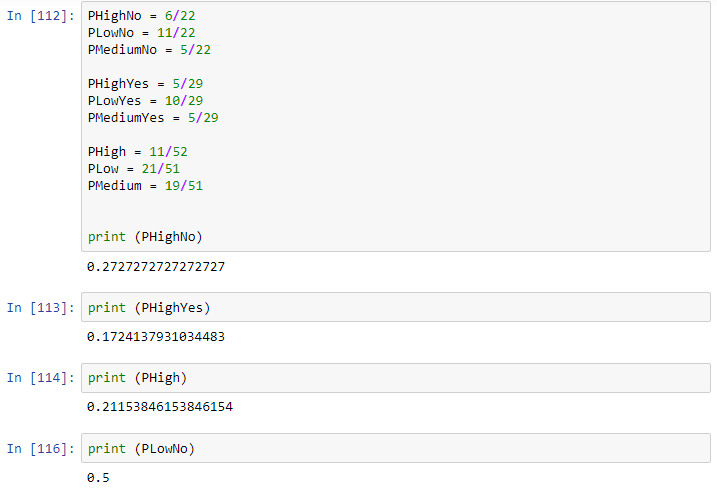 In [112]:
PHighNo = 6/22
PLowNo = 11/22
PMediumNo = 5/22
PHighYes = 5/29
PLowYes = 10/29
PMediumYes = 5/29
PHigh = 11/52
PLow = 21/51
PMedium = 19/51
print (PHighNo)
0.2727272727272727
In [113]: print (PHighYes)
0.1724137931034483
In [114]: print (PHigh)
0.21153846153846154
In [116]: print (PLowNo)
0.5